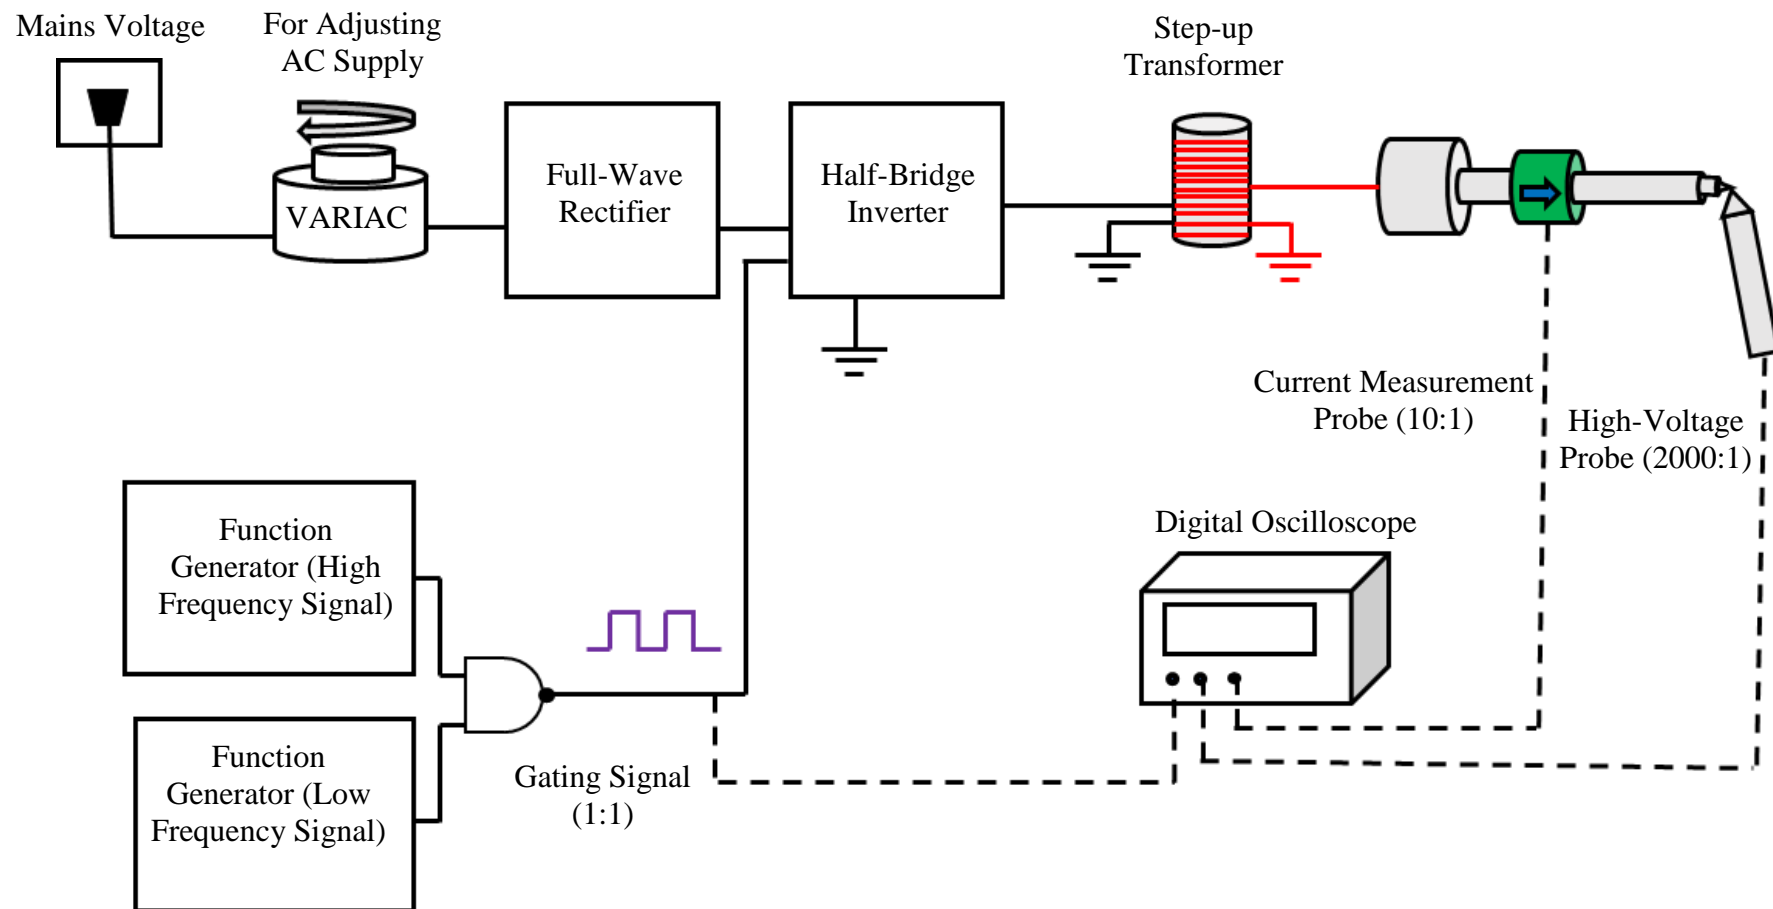 Mains Voltage
For Adjusting
AC Supply
Step-up
Transformer
VARIAC
Full-Wave
Rectifier
Half-Bridge
Inverter
Current Measurement
Probe (10:1)
High-Voltage
Probe (2000:1)
Function
Generator (High
Frequency Signal)
Digital Oscilloscope
Function
Generator (Low
Frequency Signal)
Gating Signal
(1:1)